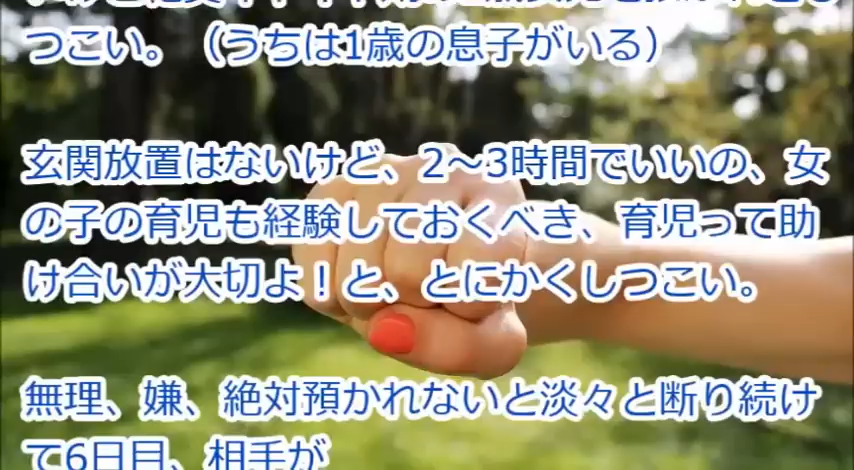 つこい。（うちは1歳の息子がいる）
玄関放置はないけど、2～3時間でいいの、女
の子の育児も経験しておくべき、育児って助
け合いが大切よ！と、とにかくしつこい。
無理、嫌、絶対預かれないと淡々と断り続け
て6日目、相手が